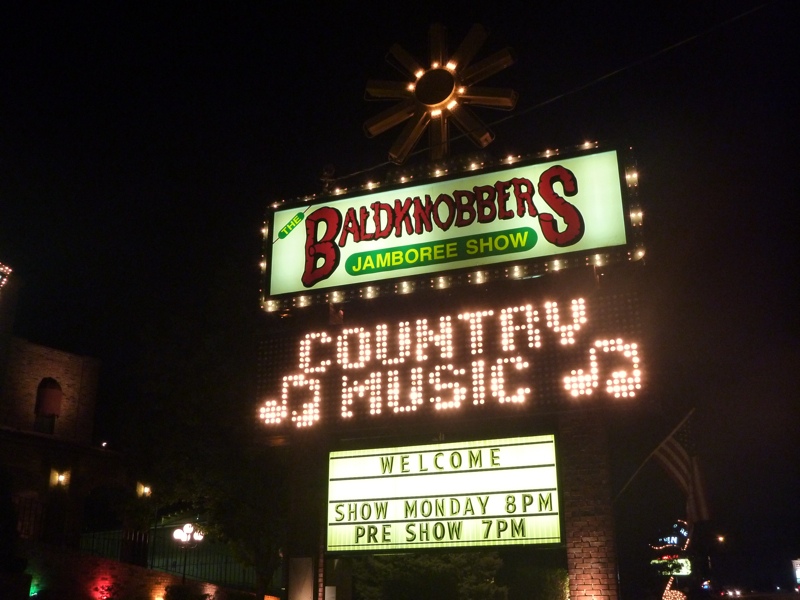 THE
BALDKNOBBERS
JAMBOREE SHOW
COUNTRY
MUSIC
WELCOME
SHOW MONDAY 8PM
PRE SHOW 7PM